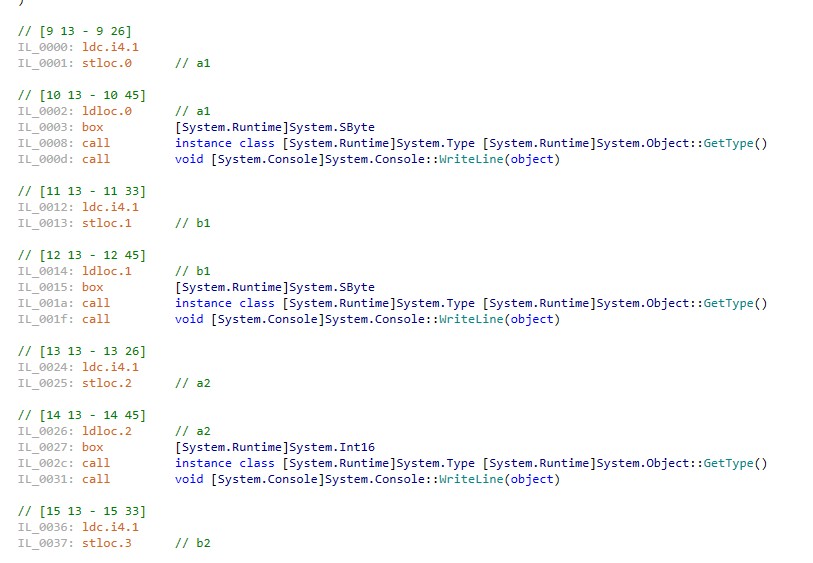 )
// [9 13 - 9 26]
IL_0000: ldc.i4.1
IL_0001: stloc.0      // a1
// [10 13 - 10 45]
IL_0002: ldloc.0      // a1
IL_0003: box          [System.Runtime]System.SByte
IL_0008: call         instance class [System.Runtime]System.Type [System.Runtime]System.Object::GetType()
IL_000d: call         void [System.Console]System.Console::WriteLine(object)
// [11 13 - 11 33]
IL_0012: ldc.i4.1
IL_0013: stloc.1      // b1
// [12 13 - 12 45]
IL_0014: ldloc.1      // b1
IL_0015: box          [System.Runtime]System.SByte
IL_001a: call         instance class [System.Runtime]System.Type [System.Runtime]System.Object::GetType()
IL_001f: call         void [System.Console]System.Console::WriteLine(object)
// [13 13 - 13 26]
IL_0024: ldc.i4.1
IL_0025: stloc.2      // a2
// [14 13 - 14 45]
IL_0026: ldloc.2      // a2
IL_0027: box          [System.Runtime]System.Int16
IL_002c: call         instance class [System.Runtime]System.Type [System.Runtime]System.Object::GetType()
IL_0031: call         void [System.Console]System.Console::WriteLine(object)
// [15 13 - 15 33]
IL_0036: ldc.i4.1
IL_0037: stloc.3      // b2